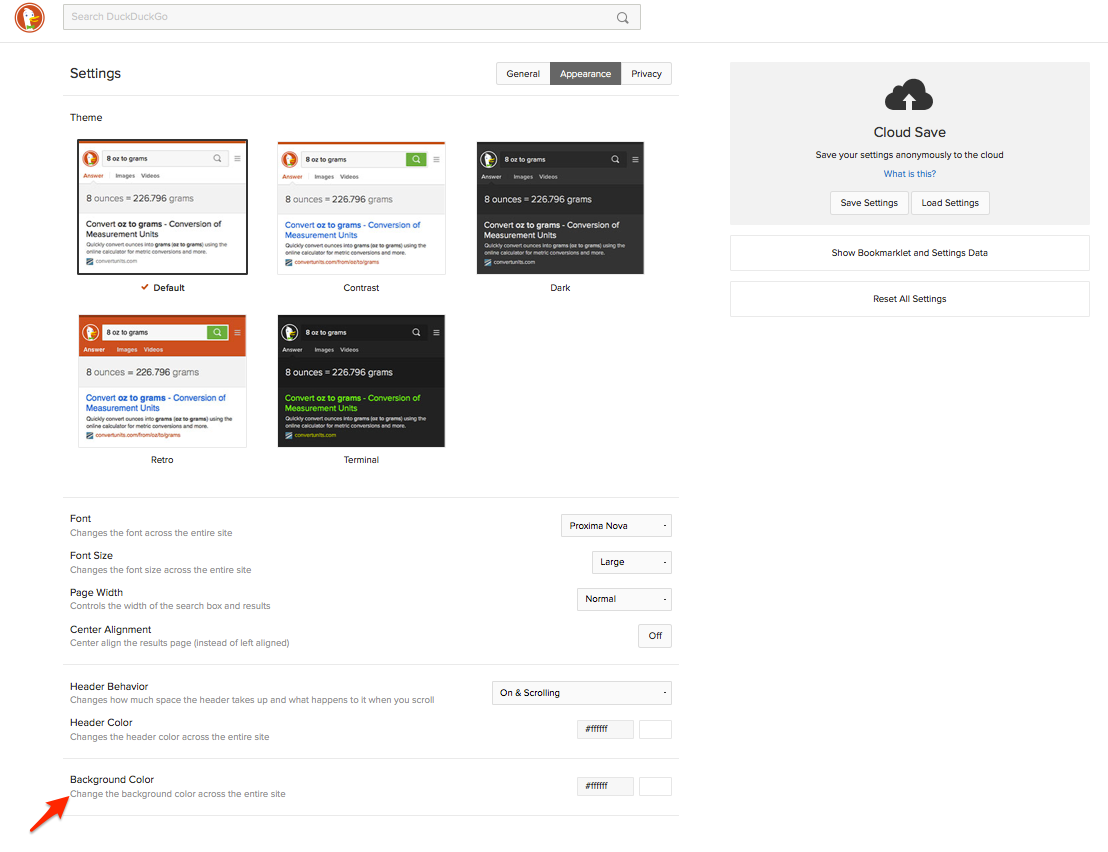 Search DuckDuckGo
Settings
General
Appearance
Privacy
Theme
8 oz to grams
Answer
Images
Videos
8 ounces = 226.796 grams
Convert oz to grams - Conversion of
Measurement Units
Quickly convert ounces into grams (oz to grams) using the
online calculator for metric conversions and more.
convertunits.com
Default
8 oz to grams
Answer
Images
Videos
8 ounces = 226.796 grams
Convert oz to grams - Conversion of
Measurement Units
Quickly convert ounces into grams (oz to grams) using the
online calculator for metric conversions and more.
convertunits.com/from/oz/to/grams
Contrast
8 oz to grams
Answer
Images
Videos
8 ounces = 226.796 grams
Convert oz to grams - Conversion of
Measurement Units
Quickly convert ounces into grams (oz to grams) using the
online calculator for metric conversions and more.
convertunits.com
Dark
8 oz to grams
Answer
Images
Videos
8 ounces = 226.796 grams
Convert oz to grams - Conversion of
Measurement Units
Quickly convert ounces into grams (oz to grams) using the
online calculator for metric conversions and more.
convertunits.com/from/oz/to/grams
Retro
8 oz to grams
Answer
Images
Videos
8 ounces = 226.796 grams
Convert oz to grams - Conversion of
Measurement Units
Quickly convert ounces into grams (oz to grams) using the
online calculator for metric conversions and more.
convertunits.com
Terminal
Font
Changes the font across the entire site
Proxima Nova
Font Size
Changes the font size across the entire site
Large
Page Width
Controls the width of the search box and results
Normal
Center Alignment
Center align the results page (instead of left aligned)
Off
Header Behavior
Changes how much space the header takes up and what happens to it when you scroll
On & Scrolling
Header Color
Changes the header color across the entire site
#ffffff
Background Color
Change the background color across the entire site
#ffffff
Cloud Save
Save your settings anonymously to the cloud
What is this?
Save Settings
Load Settings
Show Bookmarklet and Settings Data
Reset All Settings